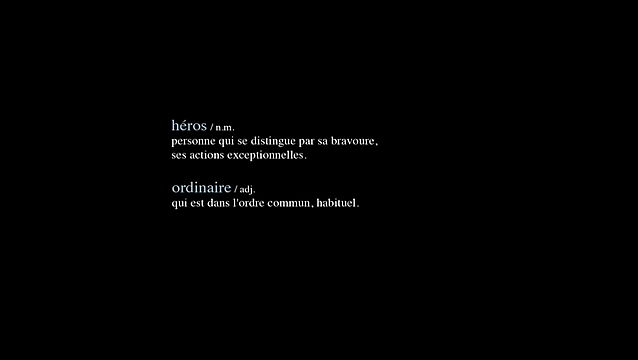 héros / n.m.
personne qui se distingue par sa bravoure,
ses actions exceptionnelles.
ordinaire / adj.
qui est dans l'ordre commun, habituel.